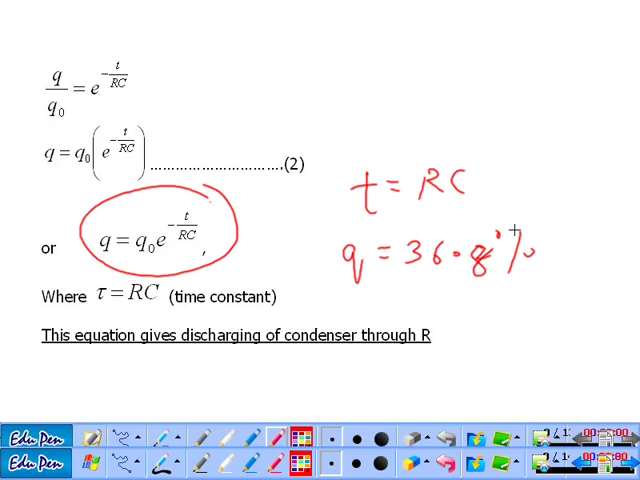 q/q₀ = e^(-t/RC)
q = q₀(e^(-t/RC)) .............................(2)
t = RC
or q = q₀e^(-t/RC) ,
q = 36.8%
Where τ = RC (time constant)
This equation gives discharging of condenser through R
Edu Pen
Edu Pen